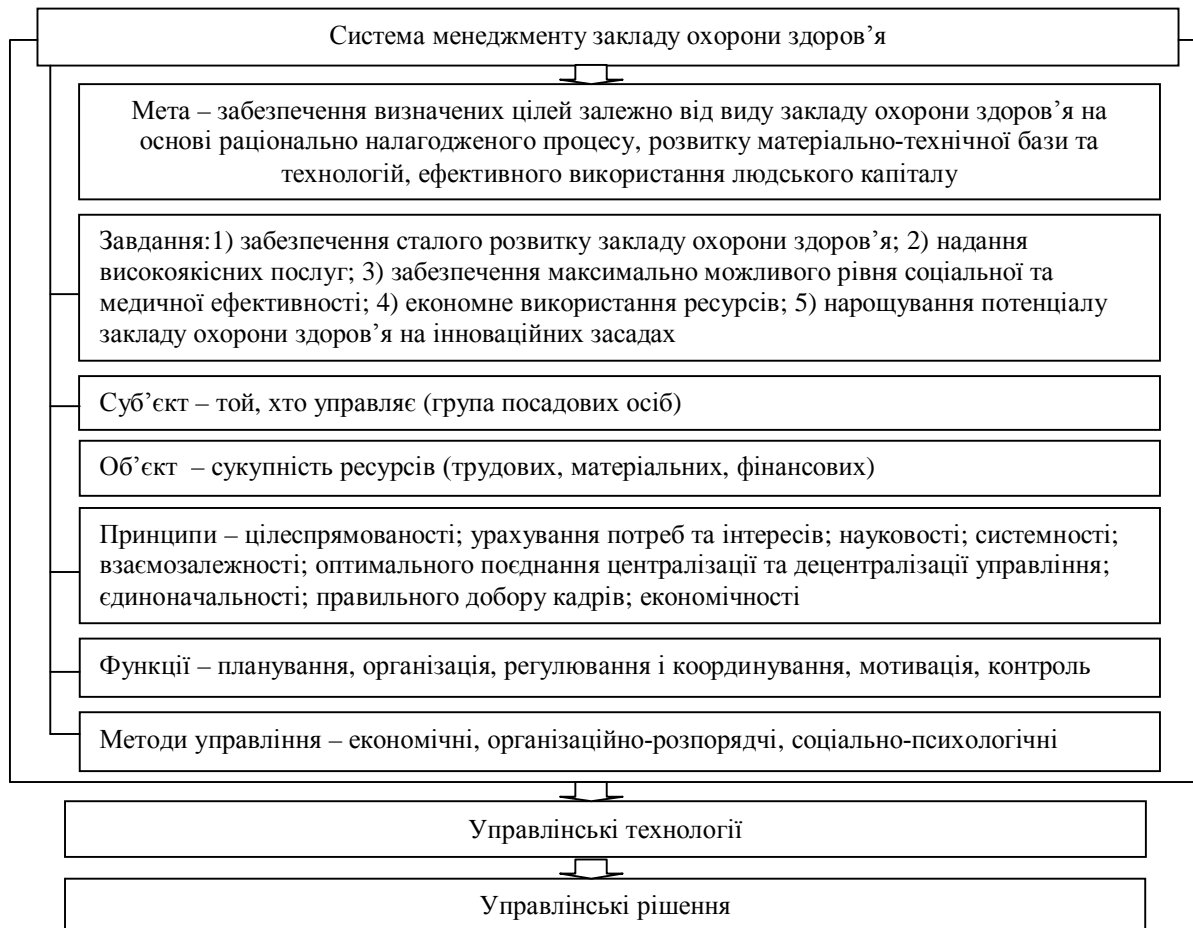 Система менеджменту закладу охорони здоров’я
Мета – забезпечення визначених цілей залежно від виду закладу охорони здоров’я на
основі раціонально налагодженого процесу, розвитку матеріально-технічної бази та
технологій, ефективного використання людського капіталу
Завдання:1) забезпечення сталого розвитку закладу охорони здоров’я; 2) надання
високоякісних послуг; 3) забезпечення максимально можливого рівня соціальної та
медичної ефективності; 4) економне використання ресурсів; 5) нарощування потенціалу
закладу охорони здоров’я на інноваційних засадах
Суб’єкт – той, хто управляє (група посадових осіб)
Об’єкт – сукупність ресурсів (трудових, матеріальних, фінансових)
Принципи – цілеспрямованості; урахування потреб та інтересів; науковості; системності;
взаємозалежності; оптимального поєднання централізації та децентралізації управління;
єдиноначальності; правильного добору кадрів; економічності
Функції – планування, організація, регулювання і координування, мотивація, контроль
Методи управління – економічні, організаційно-розпорядчі, соціально-психологічні
Управлінські технології
Управлінські рішення